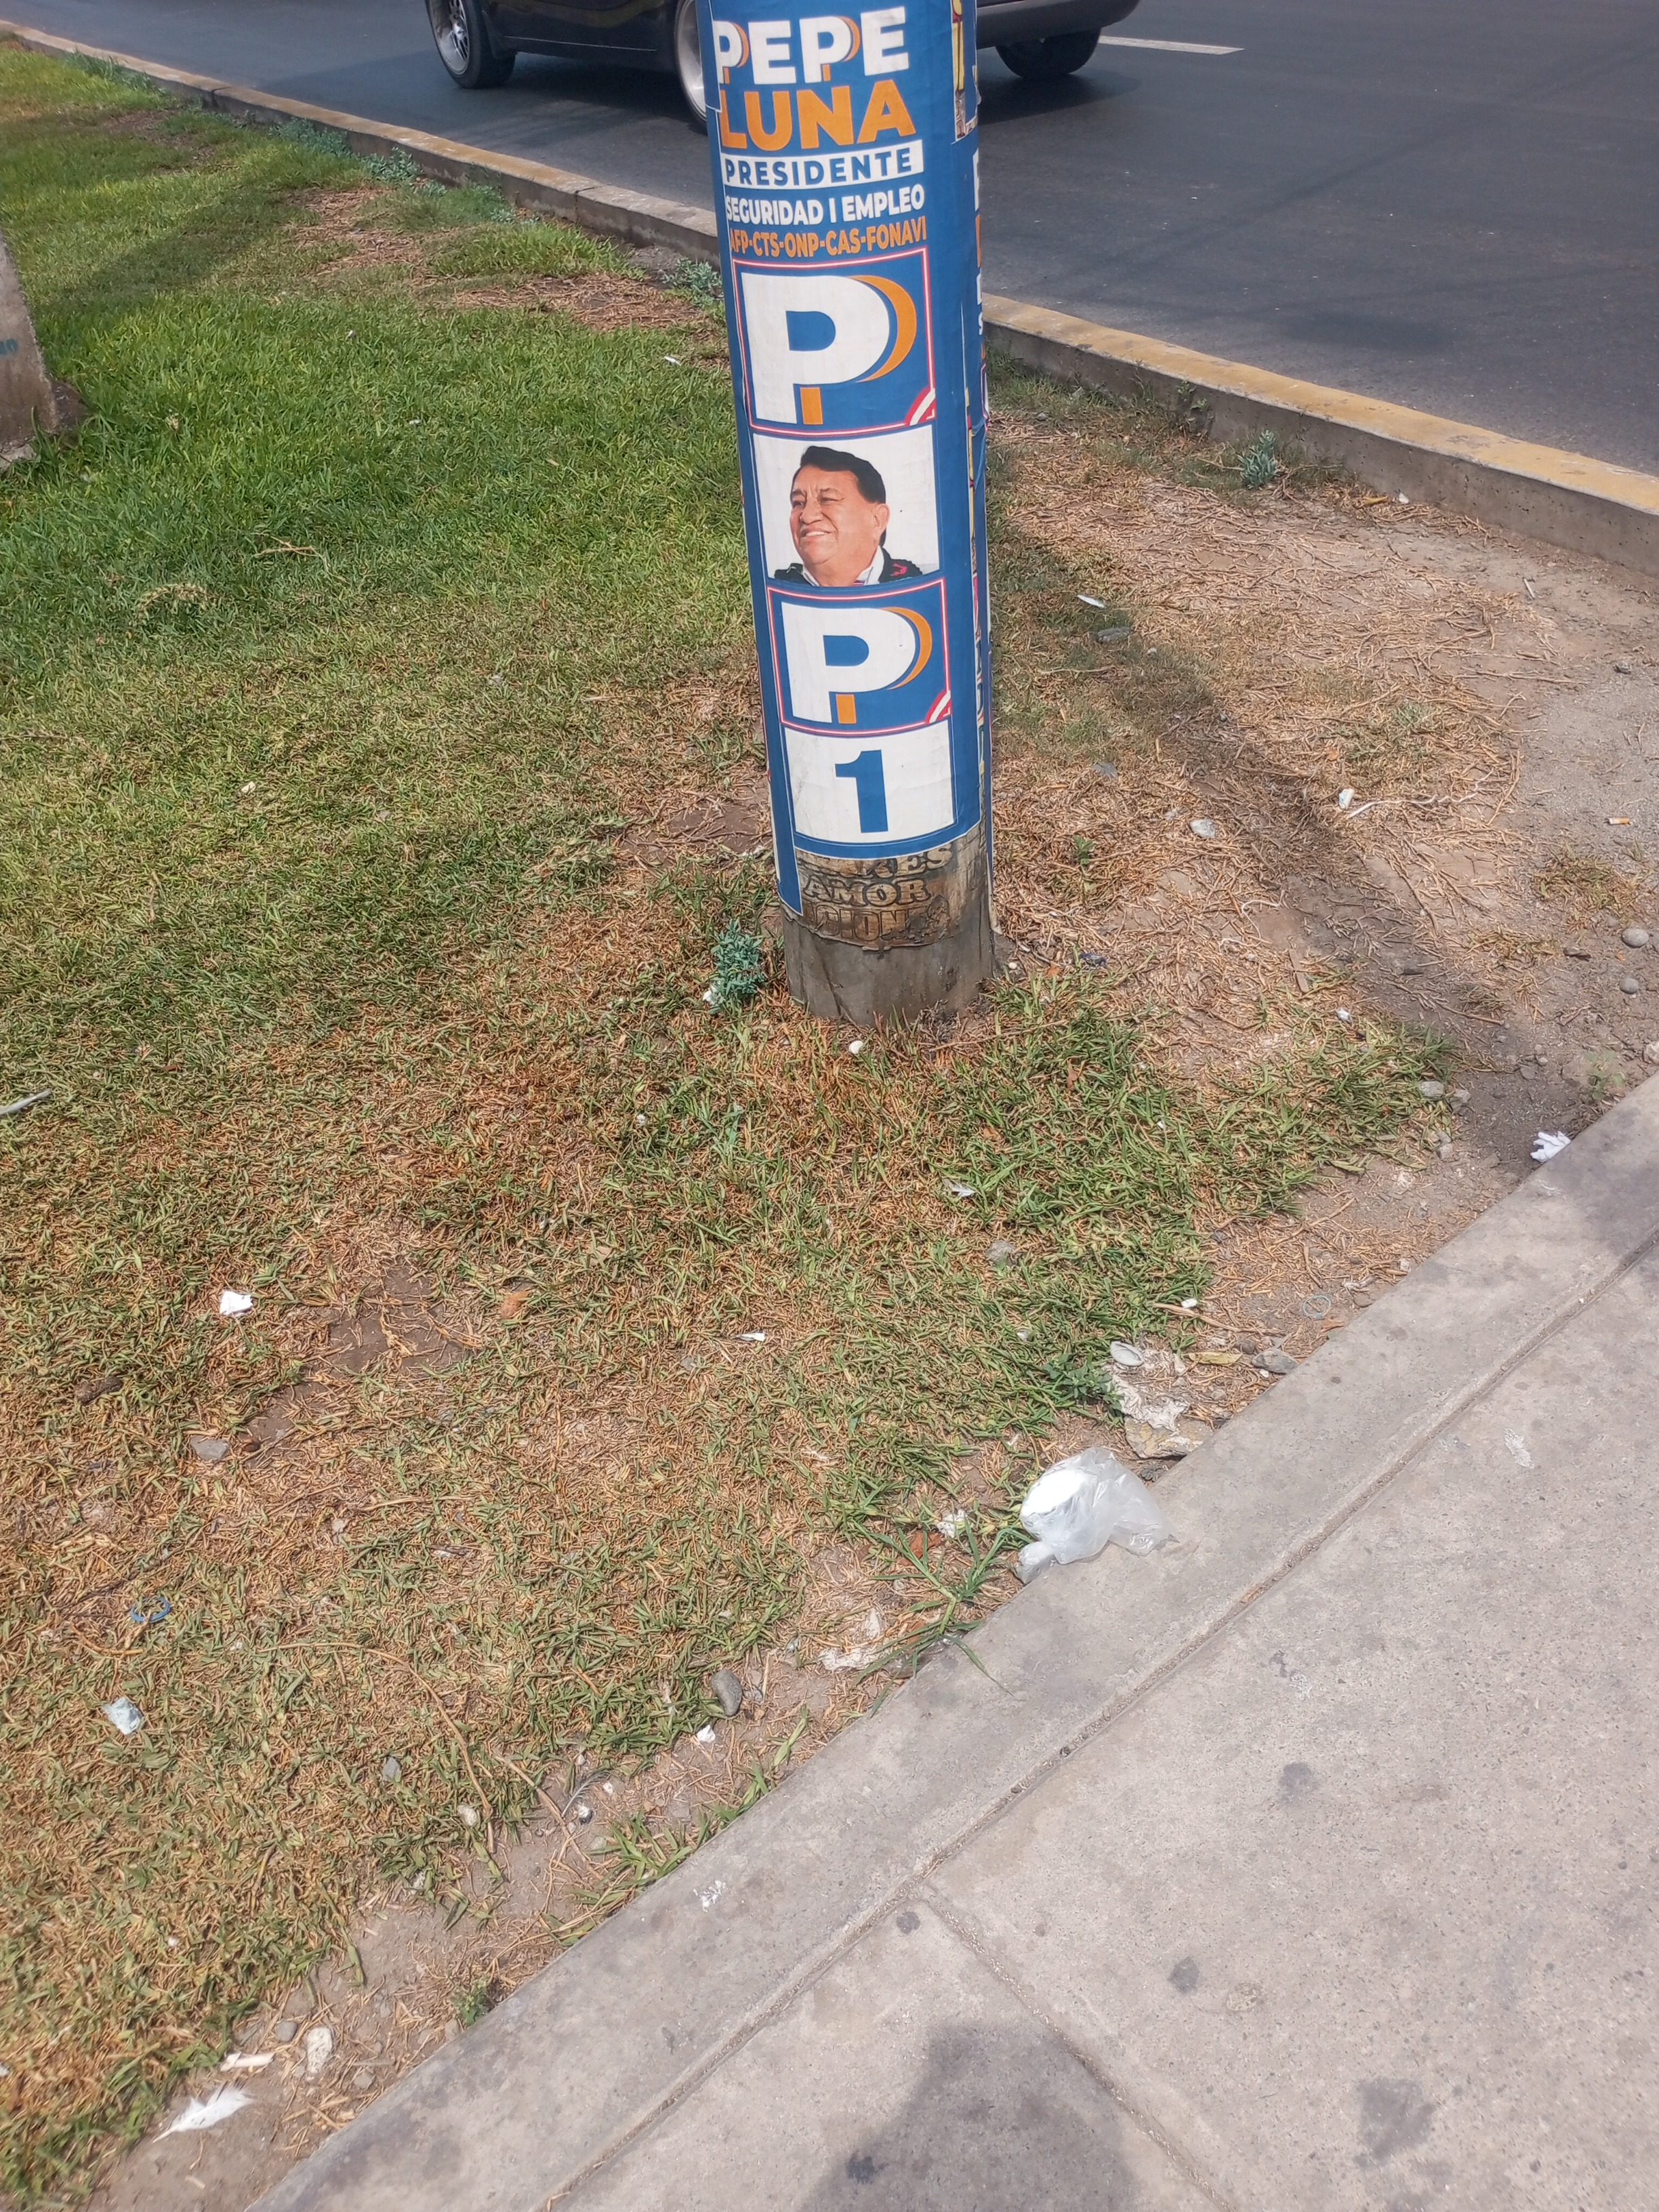 PEPE
LUNA
PRESIDENTE
SEGURIDAD I EMPLEO
AFP-CTS-ONP-CAS-FONAVI
P
P
1
AMOR